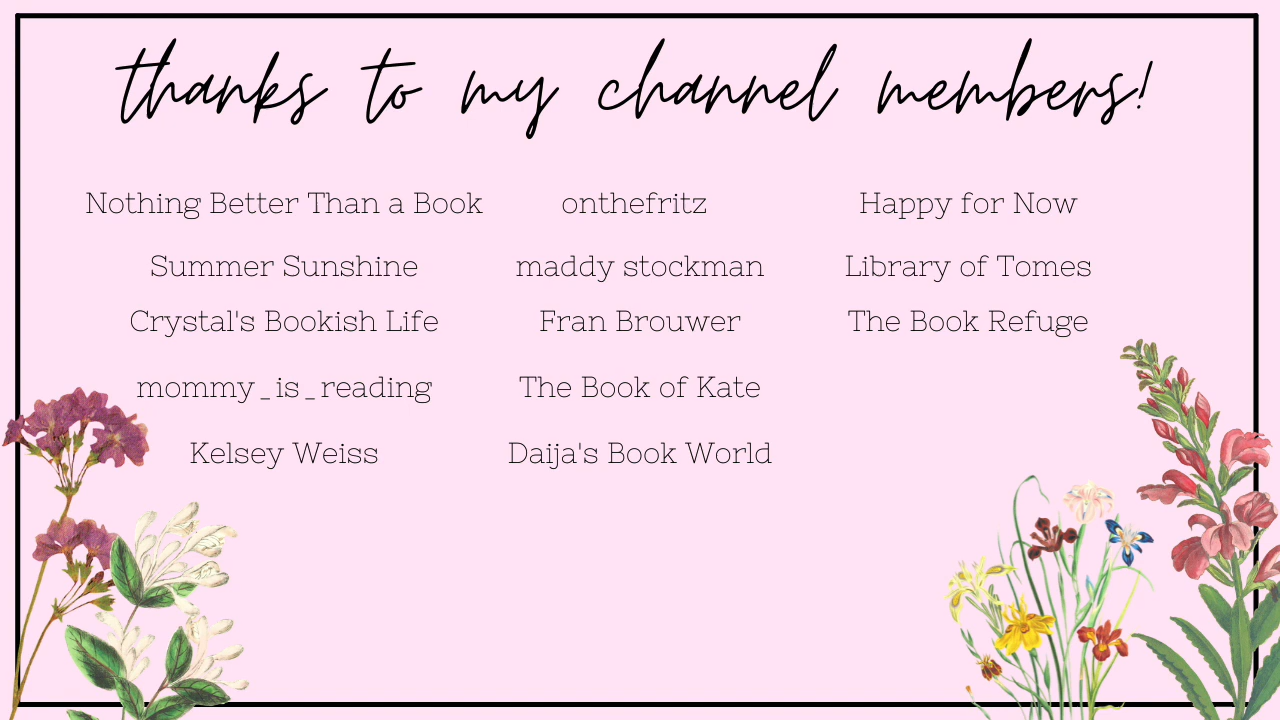 thanks to my channel members!
Nothing Better Than a Book
Summer Sunshine
Crystal's Bookish Life
mommy_is_reading
Kelsey Weiss
onthefritz
maddy stockman
Fran Brouwer
The Book of Kate
Daija's Book World
Happy for Now
Library of Tomes
The Book Refuge